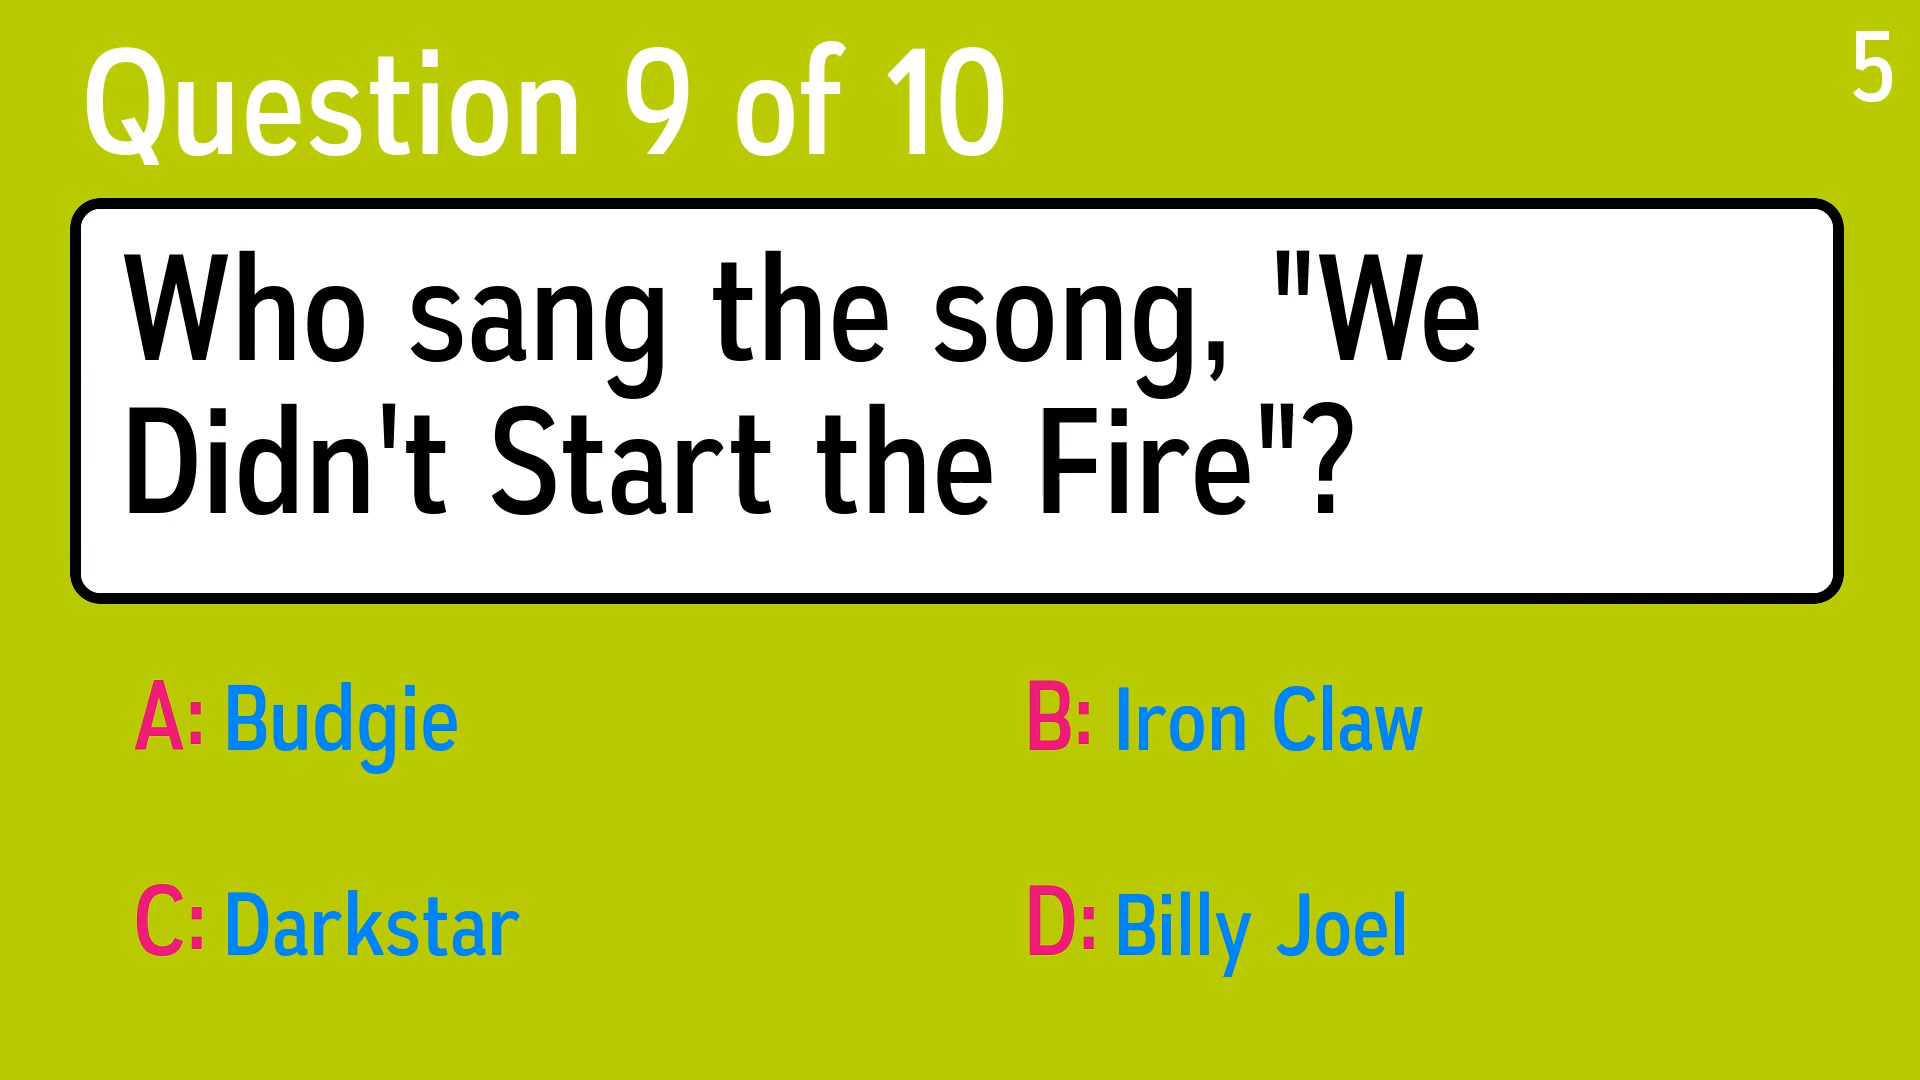 Question 9 of 10
5
Who sang the song, "We
Didn't Start the Fire"?
A: Budgie
B: Iron Claw
C: Darkstar
D: Billy Joel